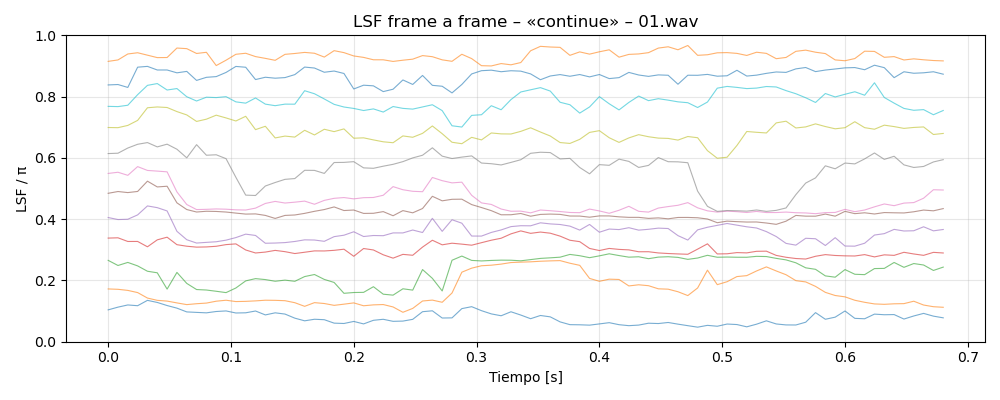 LSF frame a frame – «continue» – 01.wav
LSF / π
1.0
0.8
0.6
0.4
0.2
0.0
0.0 0.1 0.2 0.3 0.4 0.5 0.6 0.7
Tiempo [s]